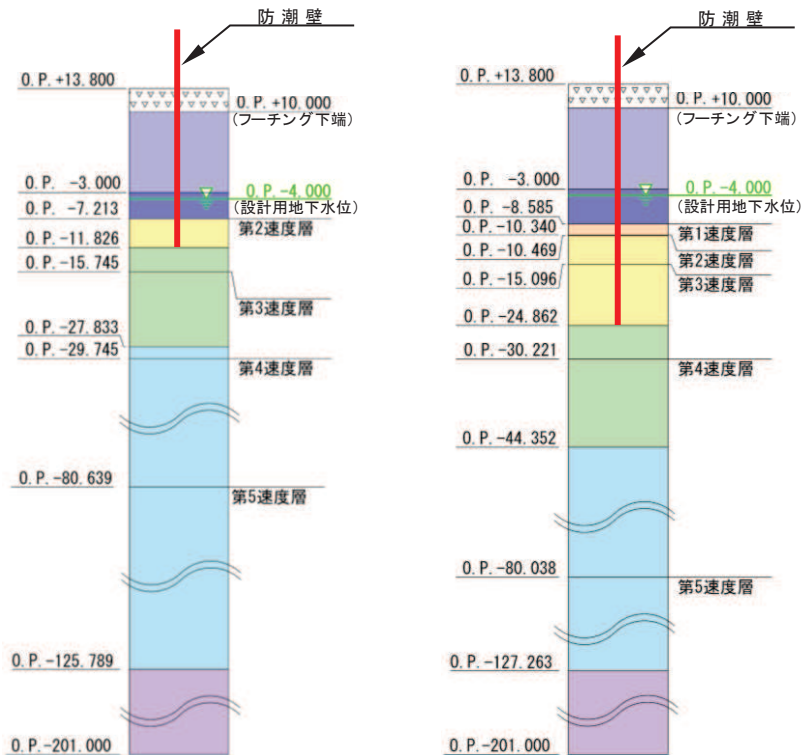 防潮壁
O.P. +13.800
O.P. +10.000
(フーチング下端)
O.P. -3.000
O.P. -4.000
(設計用地下水位)
O.P. -7.213
第2速度層
O.P. -11.826
O.P. -15.745
第3速度層
O.P. -27.833
O.P. -29.745
第4速度層
O.P. -80.639
第5速度層
O.P. -125.789
O.P. -201.000
防潮壁
O.P. +13.800
O.P. +10.000
(フーチング下端)
O.P. -3.000
O.P. -4.000
(設計用地下水位)
O.P. -8.585
第1速度層
O.P. -10.340
O.P. -10.469
第2速度層
O.P. -15.096
第3速度層
O.P. -24.862
O.P. -30.221
第4速度層
O.P. -44.352
O.P. -80.038
第5速度層
O.P. -127.263
O.P. -201.000